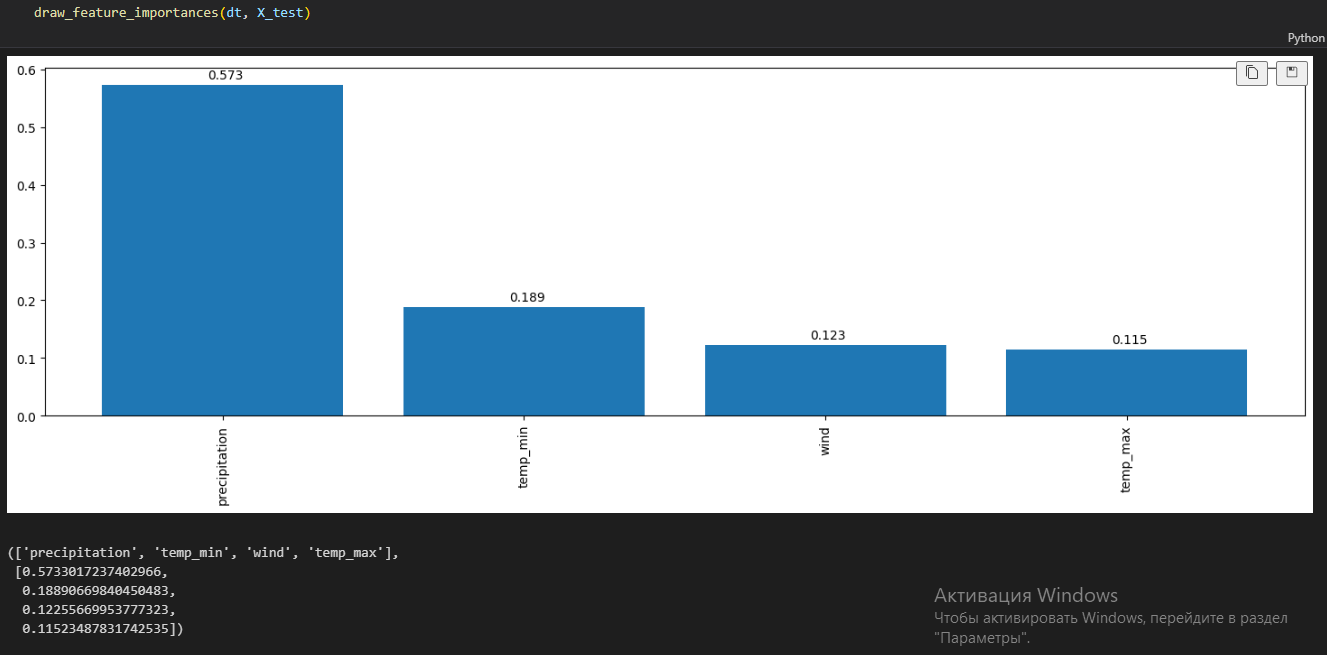 draw_feature_importances(dt, X_test)
Python
0.6
0.5
0.4
0.3
0.2
0.1
0.0
0.573
0.189
0.123
0.115
precipitation
temp_min
wind
temp_max
(['precipitation', 'temp_min', 'wind', 'temp_max'],
[0.5733017237402966,
0.18890669840450483,
0.12255669953777323,
0.11523487831742535])
Активация Windows
Чтобы активировать Windows, перейдите в раздел
"Параметры".